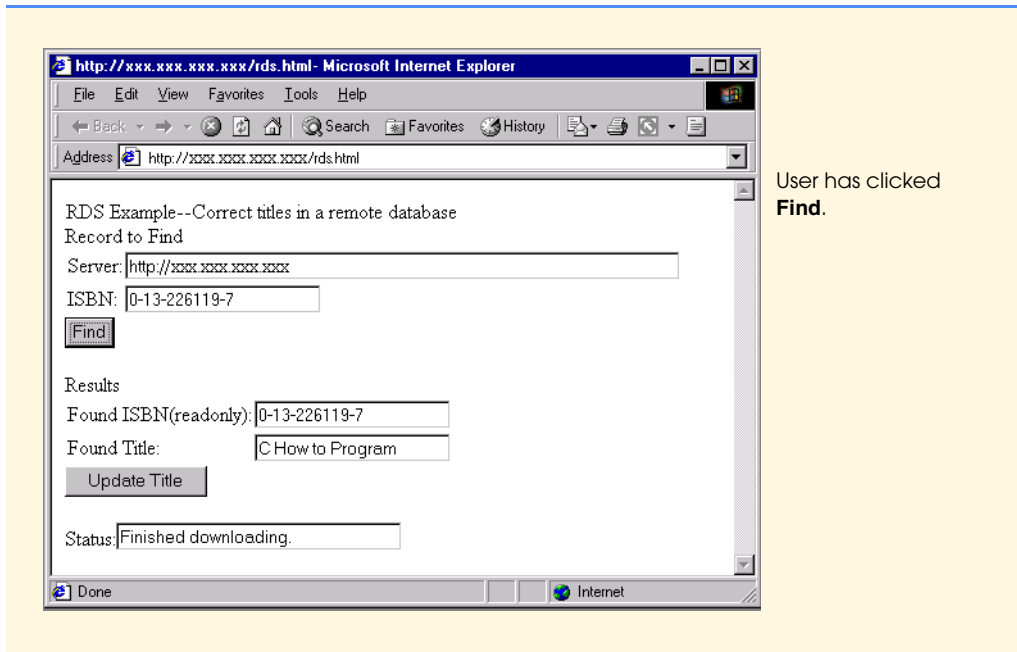 http://xxx.xxx.xxx.xxx/rds.html- Microsoft Internet Explorer
File Edit View Favorites Tools Help
Back Search Favorites History
Address http://xxx.xxx.xxx.xxx/rds.html
User has clicked
Find.
RDS Example--Correct titles in a remote database
Record to Find
Server: http://xxx.xxx.xxx.xxx
ISBN: 0-13-226119-7
Find
Results
Found ISBN(readonly): 0-13-226119-7
Found Title: C How to Program
Update Title
Status: Finished downloading.
Done Internet